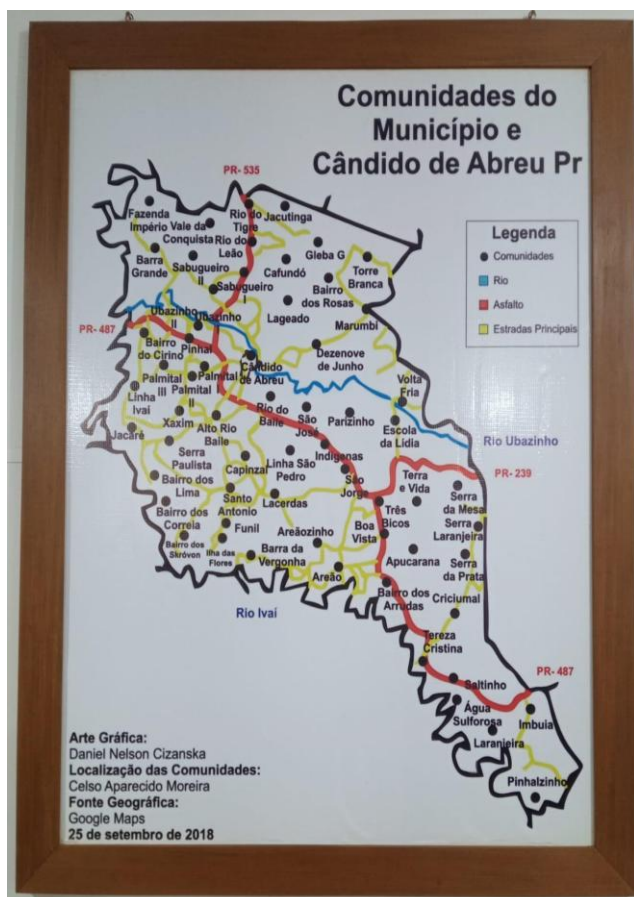 Comunidades do
Município e
Cândido de Abreu Pr
PR- 535
Fazenda
Império
Vale da
Conquista
Rio do
Tigre
Jacutinga
Rio do
Leão
Barra
Grande
Sabugueiro
II
Sabugueiro
I
Cafundó
Gleba G
Torre
Branca
Bairro
dos Rosas
Lageado
Marumbi
Legenda
Comunidades
Rio
Asfalto
Estradas Principais
PR- 487
Ubazinho
II
Ubazinho
Bairro
do Cirino
Pinhal
Dezenove
de Junho
Cândido
de Abreu
Palmital
III
Palmital
II
Palmital
I
Linha
Ivaí
Volta
Fria
Xaxim
Alto Rio
Baile
Rio do
Baile
São
José
Parizinho
Escola
da Lídia
Rio Ubazinho
Jacaré
Serra
Paulista
Capinzal
Linha São
Pedro
Indígenas
São
Jorge
PR- 239
Bairro dos
Lima
Santo
Antonio
Lacerdas
Terra
e Vida
Serra
da Mesa
Bairro dos
Correia
Funil
Areãozinho
Boa
Vista
Três
Bicos
Serra
Laranjeira
Bairro dos
Skróvon
Ilha das
Flores
Barra da
Vergonha
Areão
Apucarana
Serra
da Prata
Bairro dos
Arrudas
Criciumal
Rio Ivaí
Tereza
Cristina
Saltinho
PR- 487
Água
Sulforosa
Imbuia
Laranjeira
Pinhalzinho
Arte Gráfica:
Daniel Nelson Cizanska
Localização das Comunidades:
Celso Aparecido Moreira
Fonte Geográfica:
Google Maps
25 de setembro de 2018